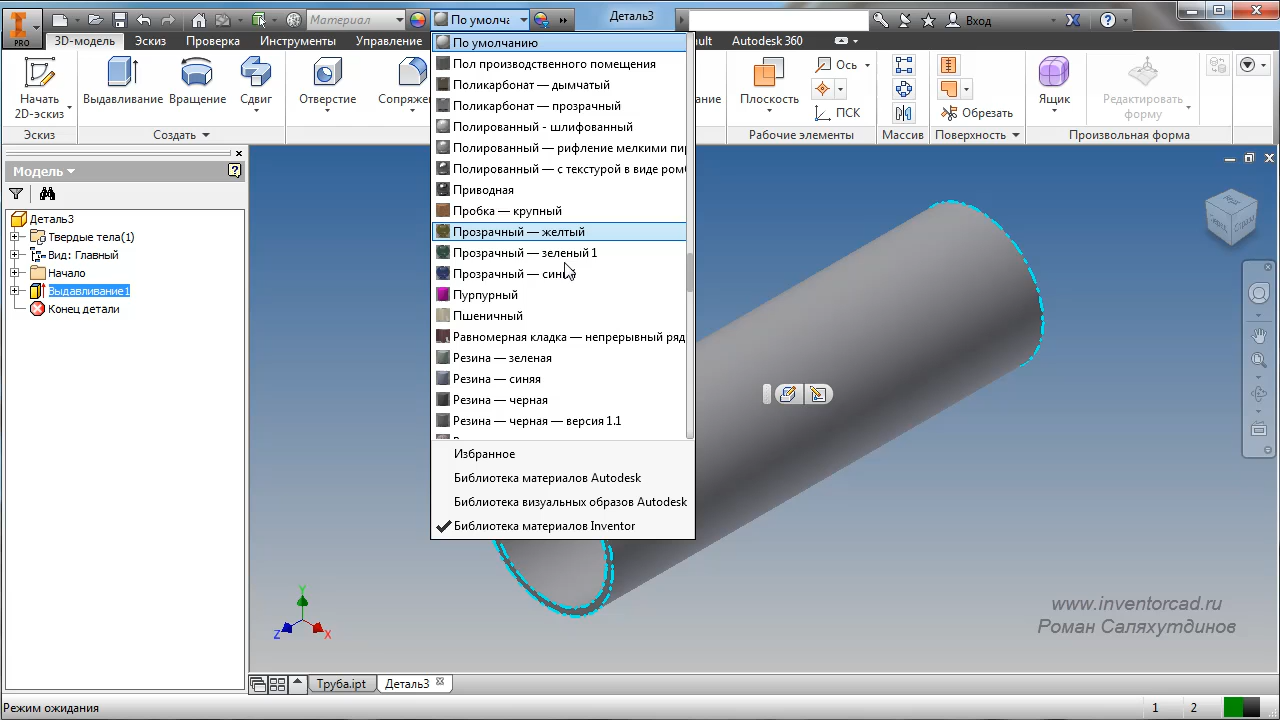 PRO
Материал
По умолча
Деталь3
Вход
3D-модель
Эскиз
Проверка
Инструменты
Управление
ault
Autodesk 360
Начать
2D-эскиз
Выдавливание
Вращение
Сдвиг
Отверстие
Сопряже
ание
Плоскость
Ось
ПСК
Обрезать
Ящик
Редактировать
форму
Эскиз
Создать
Рабочие элементы
Массив
Поверхность
Произвольная форма
По умолчанию
Пол производственного помещения
Поликарбонат — дымчатый
Поликарбонат — прозрачный
Полированный - шлифованный
Полированный — рифление мелкими пир
Полированный — с текстурой в виде ром
Приводная
Пробка — крупный
Прозрачный — желтый
Прозрачный — зеленый 1
Прозрачный — синий
Пурпурный
Пшеничный
Равномерная кладка — непрерывный ряд
Резина — зеленая
Резина — синяя
Резина — черная
Резина — черная — версия 1.1
Избранное
Библиотека материалов Autodesk
Библиотека визуальных образов Autodesk
Библиотека материалов Inventor
Модель
Деталь3
Твердые тела(1)
Вид: Главный
Начало
Выдавливание1
Конец детали
Y
Z
X
www.inventorcad.ru
Роман Саляхутдинов
Труба.ipt
Деталь3
Режим ожидания
1
2